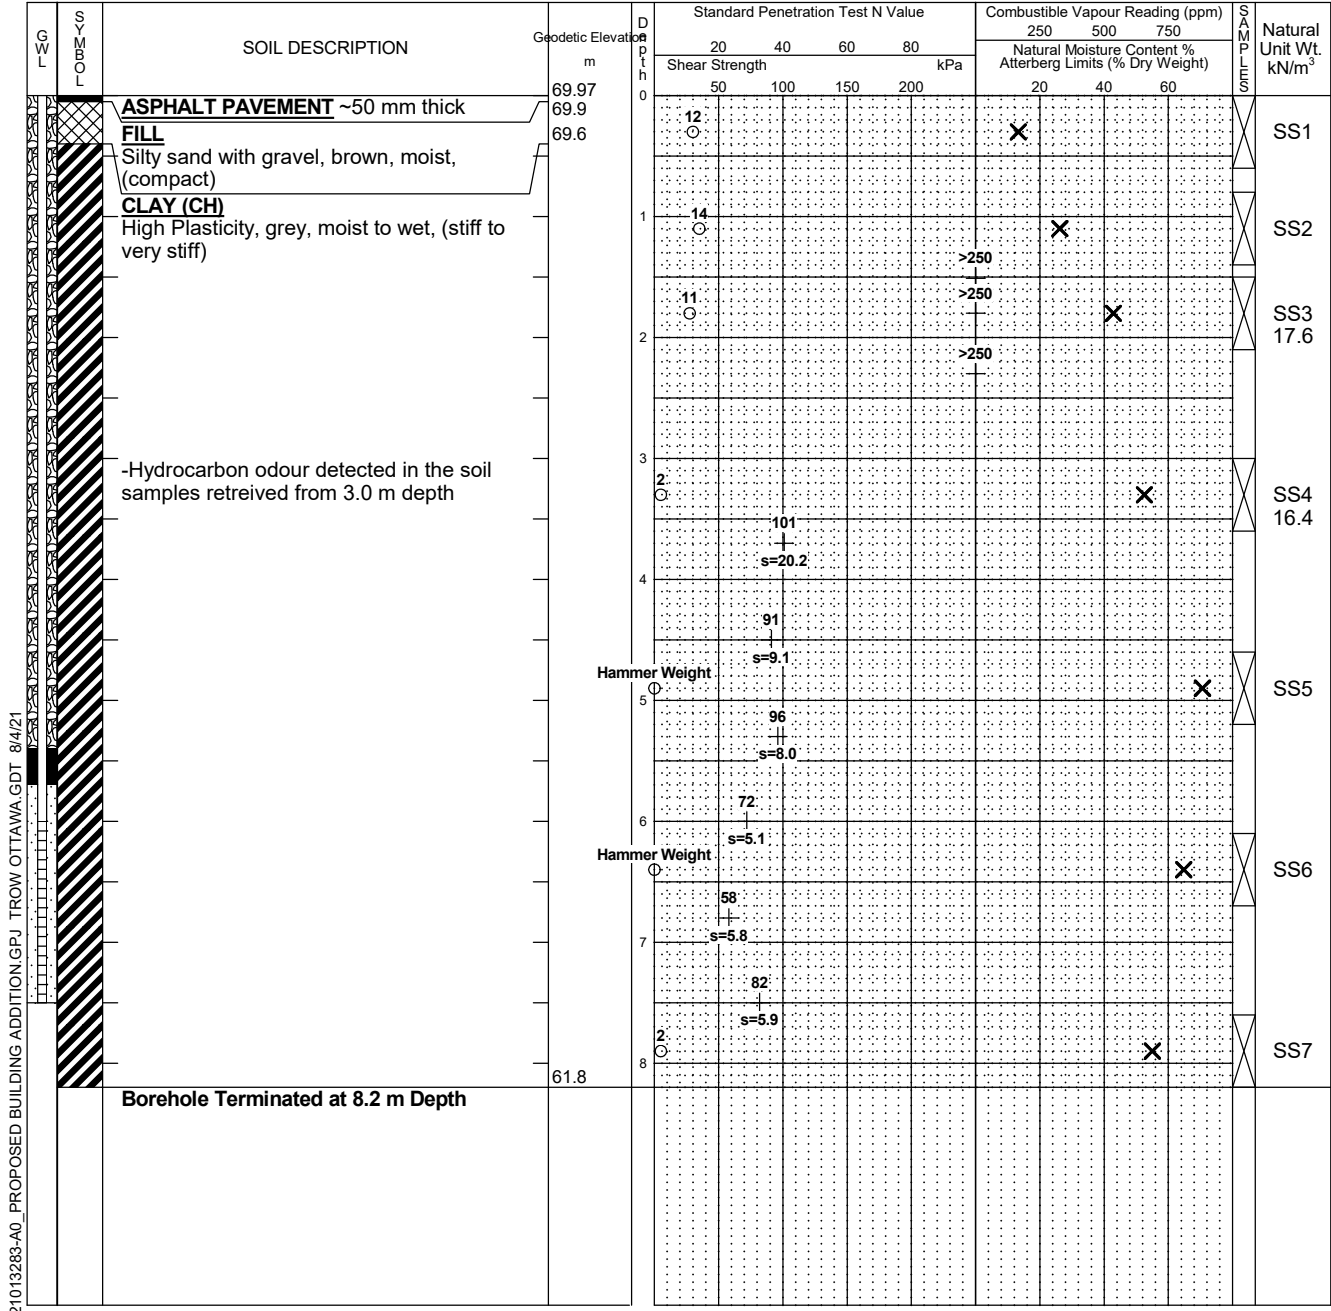 GWL
SYMBOL
SOIL DESCRIPTION
Geodetic Elevation
m
Depth
Standard Penetration Test N Value
20 40 60 80
Shear Strength kPa
50 100 150 200
Combustible Vapour Reading (ppm)
250 500 750
Natural Moisture Content %
Atterberg Limits (% Dry Weight)
20 40 60
SAMPLES
Natural
Unit Wt.
kN/m³
69.97
0
ASPHALT PAVEMENT ~50 mm thick
69.9
FILL
69.6
12
SS1
Silty sand with gravel, brown, moist,
(compact)
CLAY (CH)
High Plasticity, grey, moist to wet, (stiff to
very stiff)
1
14
SS2
>250
>250
11
SS3
17.6
2
>250
3
-Hydrocarbon odour detected in the soil
samples retreived from 3.0 m depth
2
SS4
16.4
101
s=20.2
4
91
s=9.1
Hammer Weight
SS5
5
96
s=8.0
72
6
s=5.1
Hammer Weight
SS6
58
s=5.8
7
82
s=5.9
2
SS7
8
61.8
Borehole Terminated at 8.2 m Depth
21013283-A0_PROPOSED BUILDING ADDITION.GPJ TROW OTTAWA.GDT 8/4/21